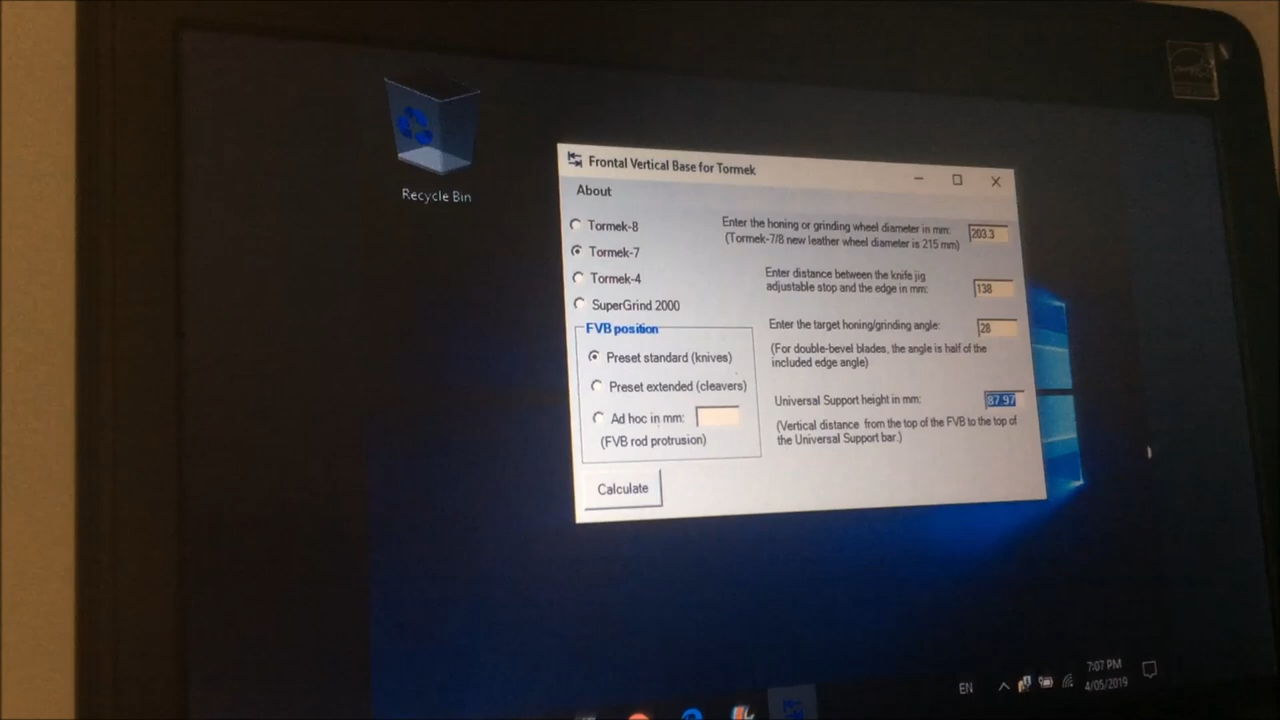 Recycle Bin
Frontal Vertical Base for Tormek
About
Tormek-8
Tormek-7
Tormek-4
SuperGrind 2000
FVB position
Preset standard (knives)
Preset extended (cleavers)
Ad hoc in mm:
(FVB rod protrusion)
Calculate
Enter the honing or grinding wheel diameter in mm: 203.3
(Tormek-7/8 new leather wheel diameter is 215 mm)
Enter distance between the knife jig
adjustable stop and the edge in mm: 138
Enter the target honing/grinding angle: 28
(For double-bevel blades, the angle is half of the
included edge angle)
Universal Support height in mm: 87.97
(Vertical distance from the top of the FVB to the top of
the Universal Support bar.)
EN
7:07 PM
4/05/2019